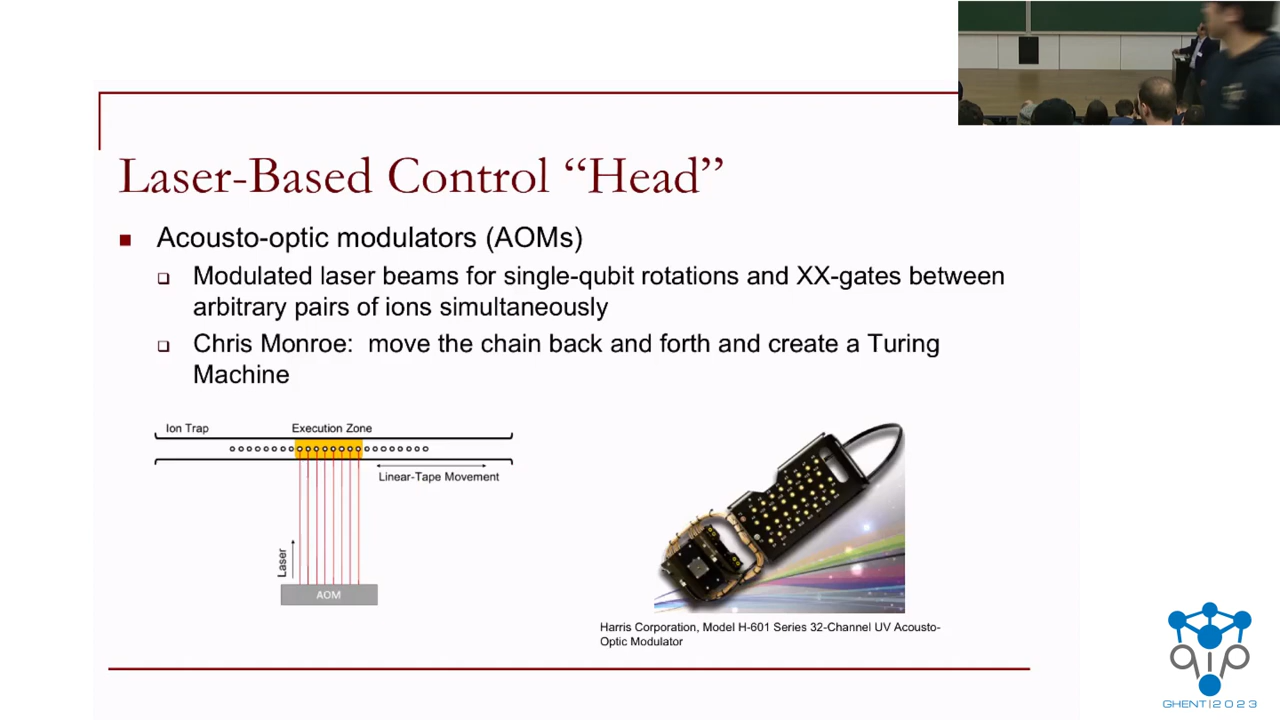 Laser-Based Control “Head”
Acousto-optic modulators (AOMs)
Modulated laser beams for single-qubit rotations and XX-gates between
arbitrary pairs of ions simultaneously
Chris Monroe: move the chain back and forth and create a Turing
Machine
Ion Trap
Execution Zone
Linear-Tape Movement
Laser
AOM
Harris Corporation, Model H-601 Series 32-Channel UV Acousto-
Optic Modulator
qip
GHENT|2023